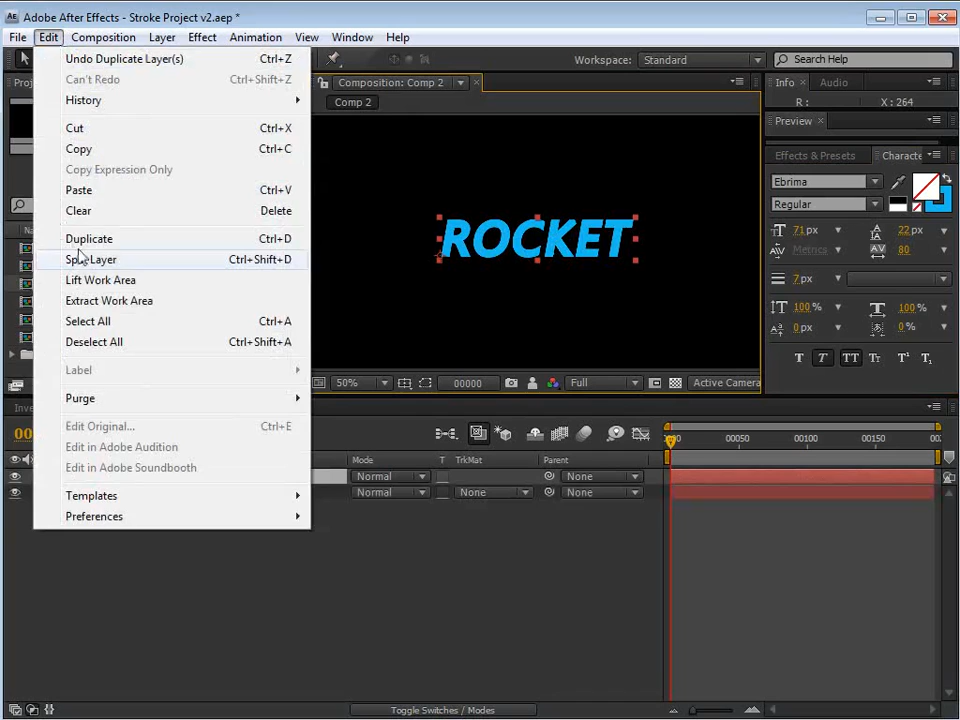 Adobe After Effects - Stroke Project v2.aep *
File Edit Composition Layer Effect Animation View Window Help
Undo Duplicate Layer(s) Ctrl+Z
Can't Redo Ctrl+Shift+Z
History
Cut Ctrl+X
Copy Ctrl+C
Copy Expression Only
Paste Ctrl+V
Clear Delete
Duplicate Ctrl+D
Split Layer Ctrl+Shift+D
Lift Work Area
Extract Work Area
Select All Ctrl+A
Deselect All Ctrl+Shift+A
Label
Purge
Edit Original... Ctrl+E
Edit in Adobe Audition
Edit in Adobe Soundbooth
Templates
Preferences
Workspace: Standard Search Help
Composition: Comp 2
Comp 2
ROCKET
50% 00000 Full Active Camera
Info Audio
R : X : 264
Preview
Effects & Presets Characte
Ebrima
Regular
71 px 22 px
Metrics 80
7 px
100 % 100 %
0 px 0 %
T T TT Tt T¹ T₁
00050 00100 00150
Mode T TrkMat Parent
Normal None
Normal None None
Toggle Switches / Modes